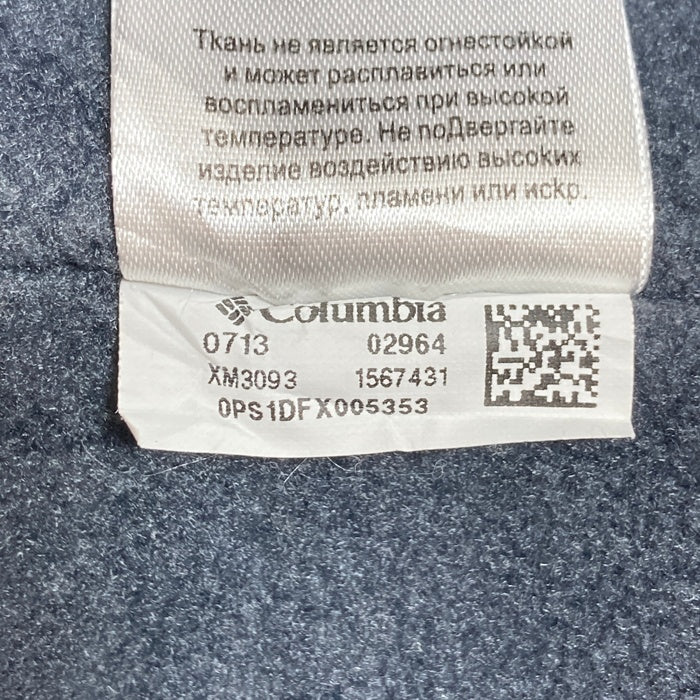 Ткань не является огнестойкой
и может расплавиться или
воспламениться при высокой
температуре. Не поДвергайте
изделие воздействию высоких
температур, пламени или искр.
Columbia
0713 02964
XM3093 1567431
0PS1DFX005353